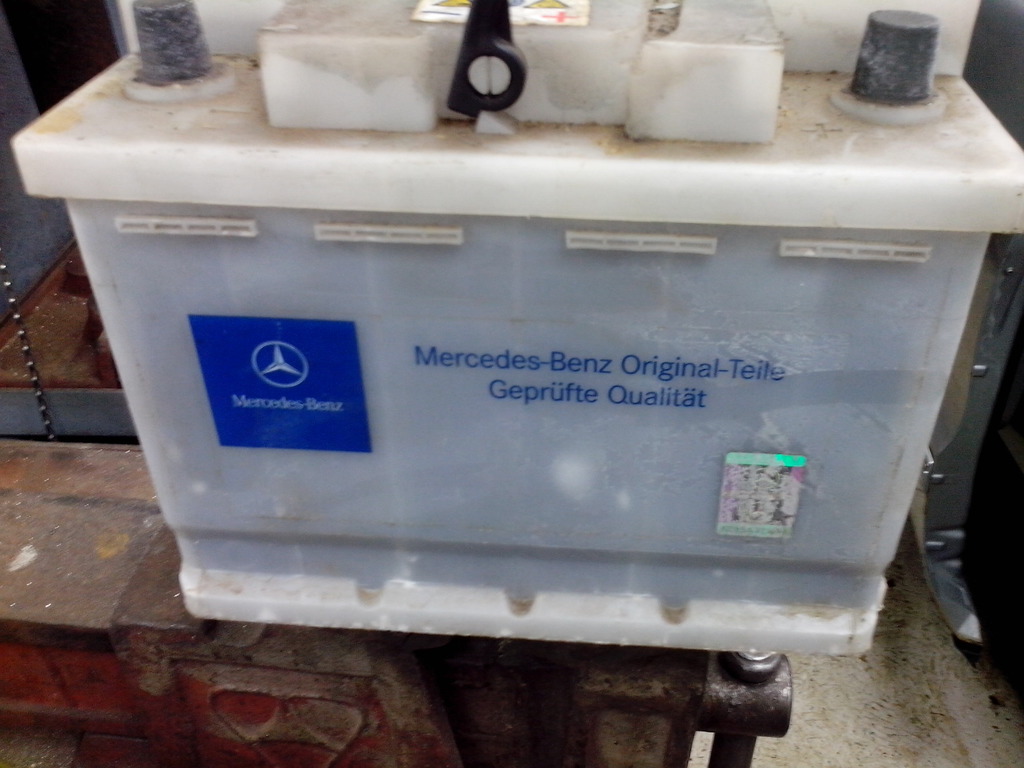 Mercedes-Benz
Mercedes-Benz Original-Teile
Geprüfte Qualität